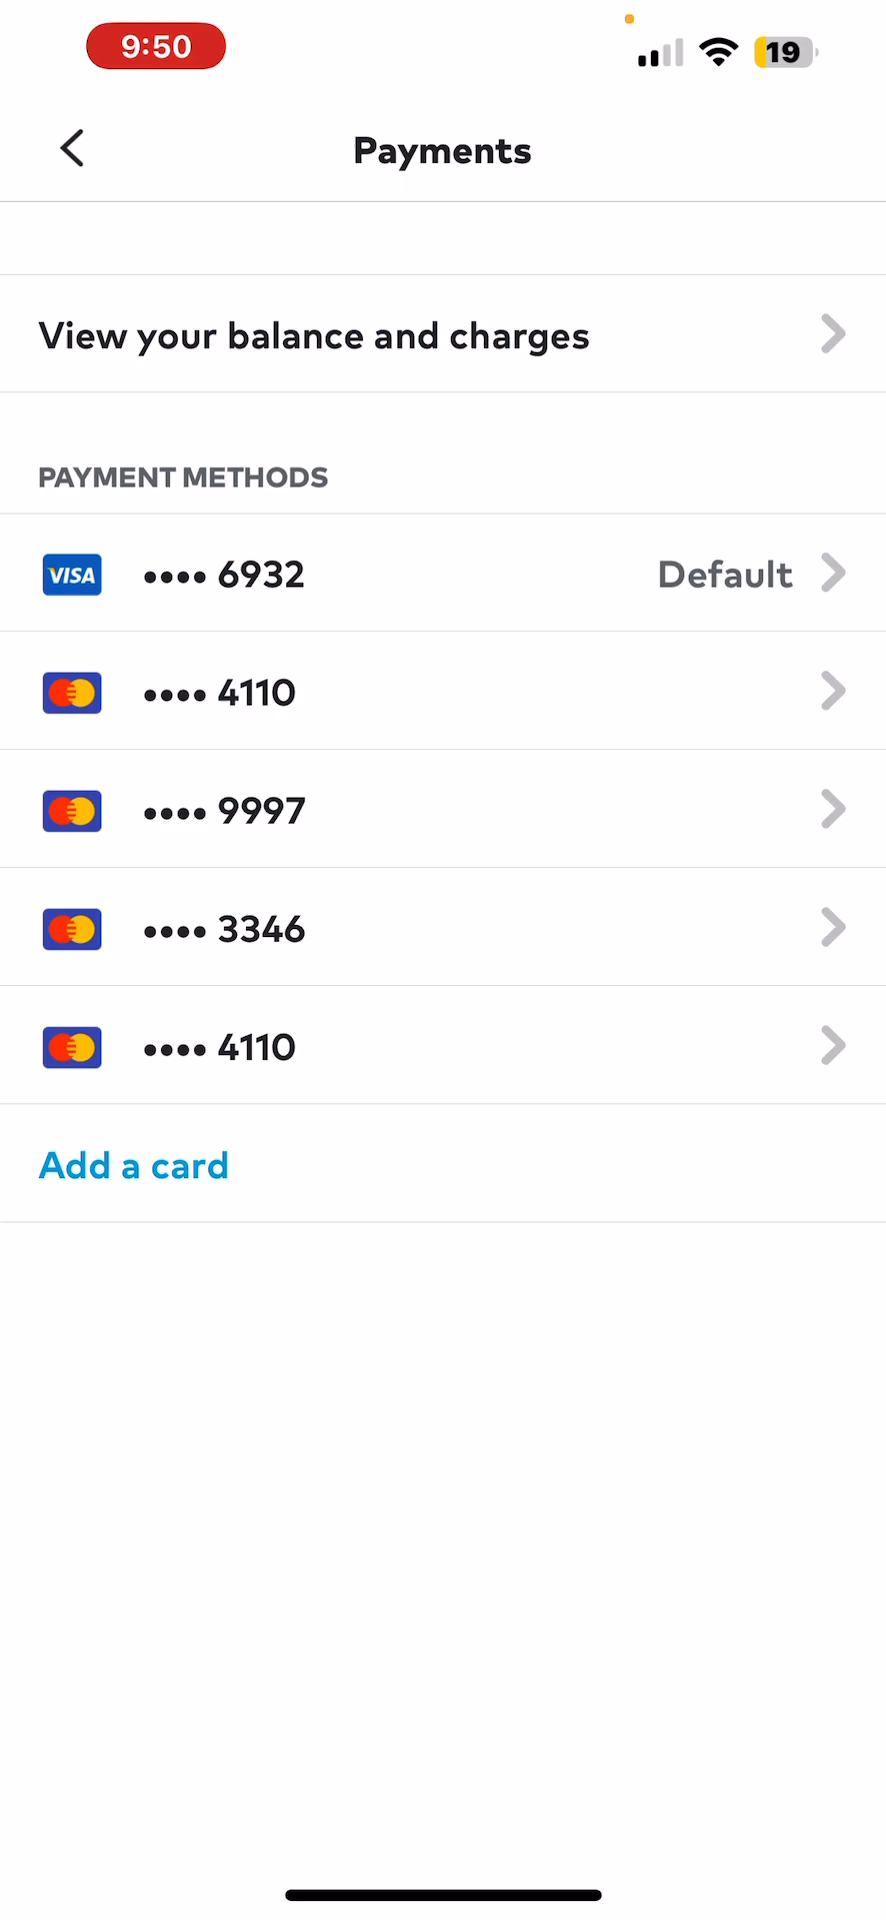 9:50
19
Payments
View your balance and charges
PAYMENT METHODS
VISA •••• 6932 Default
•••• 4110
•••• 9997
•••• 3346
•••• 4110
Add a card